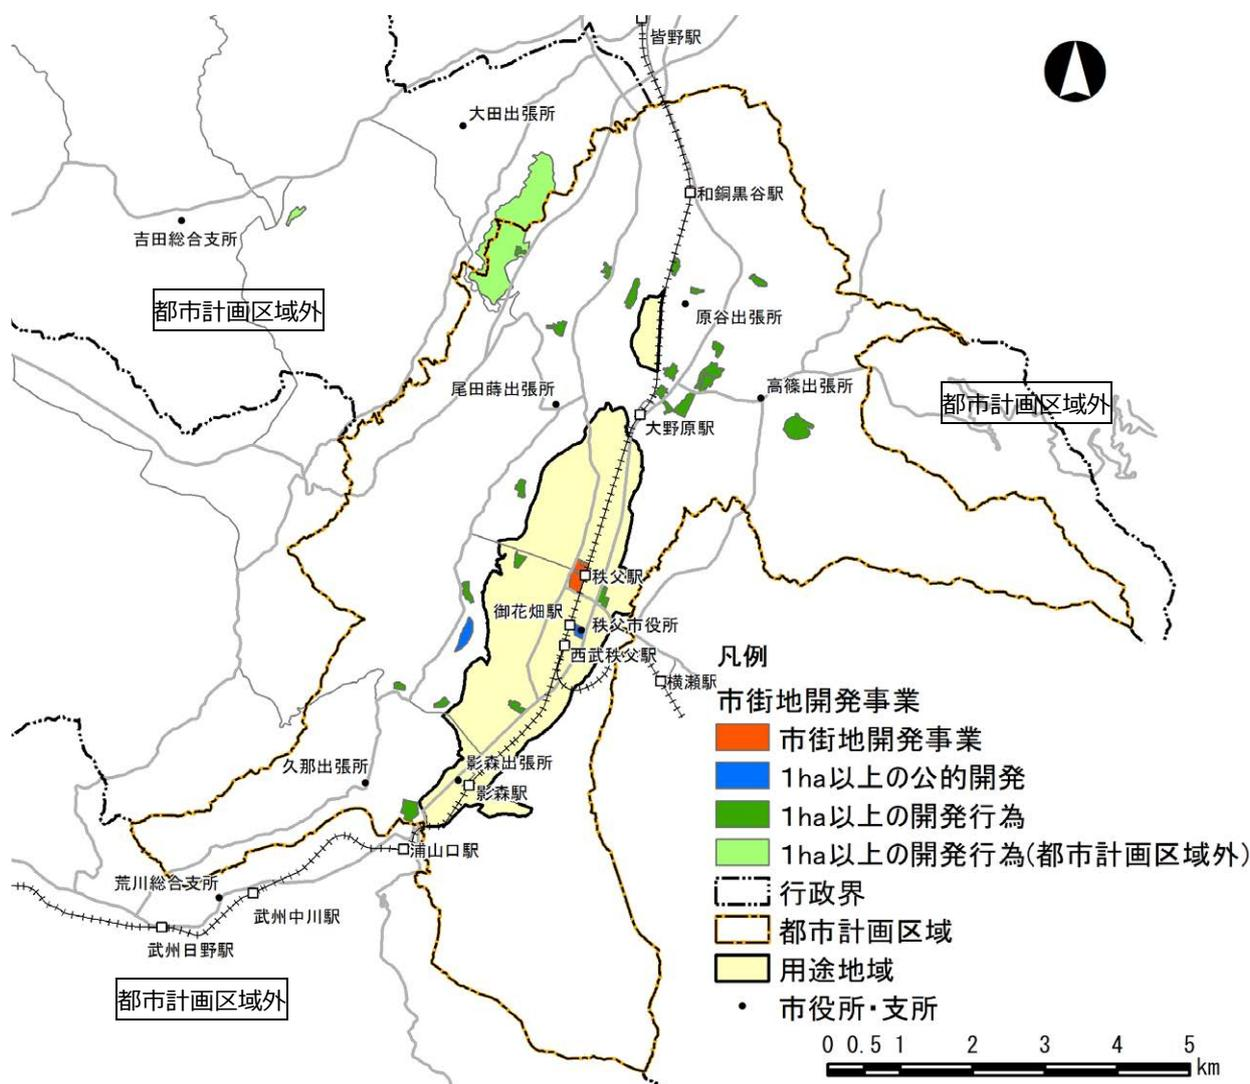 皆野駅
大田出張所
和銅黒谷駅
吉田総合支所
都市計画区域外
原谷出張所
尾田蒔出張所
高篠出張所
都市計画区域外
大野原駅
秩父駅
御花畑駅
秩父市役所
西武秩父駅
横瀬駅
久那出張所
影森出張所
影森駅
浦山口駅
荒川総合支所
武州中川駅
武州日野駅
都市計画区域外
凡例
市街地開発事業
市街地開発事業
1ha以上の公的開発
1ha以上の開発行為
1ha以上の開発行為(都市計画区域外)
行政界
都市計画区域
用途地域
市役所・支所
0 0.5 1 2 3 4 5
km